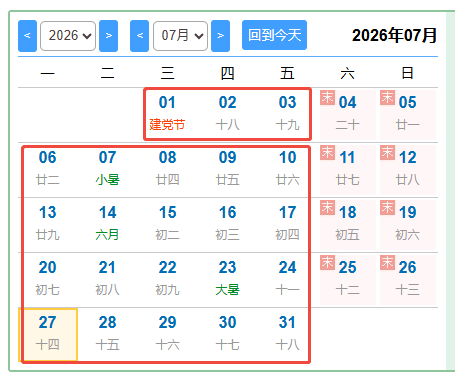 < 2026 > < 07月 > 回到今天 2026年07月
一 二 三 四 五 六 日
01 02 03 末 04 末 05
建党节 十八 十九 二十 廿一
06 07 08 09 10 末 11 末 12
廿二 小暑 廿四 廿五 廿六 廿七 廿八
13 14 15 16 17 末 18 末 19
廿九 六月 初二 初三 初四 初五 初六
20 21 22 23 24 末 25 末 26
初七 初八 初九 大暑 十一 十二 十三
27 28 29 30 31
十四 十五 十六 十七 十八